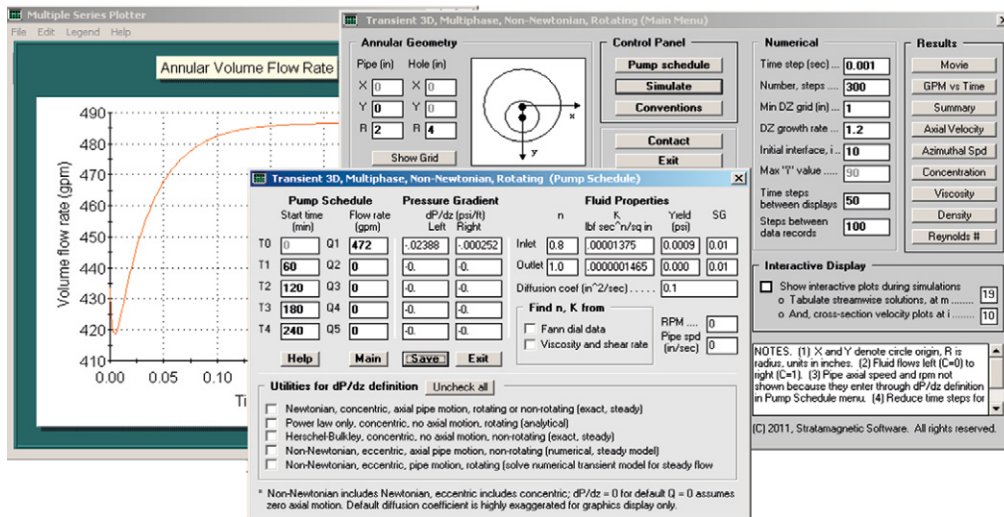 Multiple Series Plotter
File Edit Legend Help
Annular Volume Flow Rate
Volume flow rate (gpm)
490
480
470
460
450
440
430
420
410
0.00 0.05 0.10
Transient 3D, Multiphase, Non-Newtonian, Rotating (Main Menu)
Annular Geometry
Pipe (in) Hole (in)
X 0 X 0
Y 0 Y 0
R 2 R 4
Show Grid
x
y
Control Panel
Pump schedule
Simulate
Conventions
Contact
Exit
Numerical
Time step (sec) ... 0.001
Number, steps .... 300
Min DZ grid (in) ... 1
DZ growth rate ... 1.2
Initial interface, i .. 10
Max "i" value ..... 90
Time steps
between displays 50
Steps between
data records 100
Results
Movie
GPM vs Time
Summary
Axial Velocity
Azimuthal Spd
Concentration
Viscosity
Density
Reynolds #
Interactive Display
Show interactive plots during simulations
o Tabulate streamwise solutions, at m ........ 19
o And, cross-section velocity plots at i ........ 10
NOTES. (1) X and Y denote circle origin, R is
radius, units in inches. (2) Fluid flows left (C=0) to
right (C=1). (3) Pipe axial speed and rpm not
shown because they enter through dP/dz definition
in Pump Schedule menu. (4) Reduce time steps for
(C) 2011, Stratamagnetic Software. All rights reserved.
Transient 3D, Multiphase, Non-Newtonian, Rotating (Pump Schedule)
Pump Schedule Pressure Gradient Fluid Properties
Start time (min) Flow rate (gpm) dP/dz (psi/ft) Left Right n K lbf sec^n/sq in Yield (psi) SG
T0 0 Q1 472 -.02388 -.000252
T1 60 Q2 0 -0. -0.
T2 120 Q3 0 -0. -0.
T3 180 Q4 0 -0. -0.
T4 240 Q5 0 -0. -0.
Inlet 0.8 .00001375 0.0009 0.01
Outlet 1.0 .0000001465 0.000 0.01
Diffusion coef (in^2/sec) ..... 0.1
Find n, K from
Fann dial data
Viscosity and shear rate
RPM .... 0
Pipe spd
(in/sec) 0
Help Main Save Exit
Utilities for dP/dz definition Uncheck all
Newtonian, concentric, axial pipe motion, rotating or non-rotating (exact, steady)
Power law only, concentric, no axial motion, rotating (analytical)
Herschel-Bulkley, concentric, no axial motion, non-rotating (exact, steady)
Non-Newtonian, eccentric, axial pipe motion, non-rotating (numerical, steady model)
Non-Newtonian, eccentric, pipe motion, rotating (solve numerical transient model for steady flow
* Non-Newtonian includes Newtonian, eccentric includes concentric; dP/dz = 0 for default Q = 0 assumes
zero axial motion. Default diffusion coefficient is highly exaggerated for graphics display only.